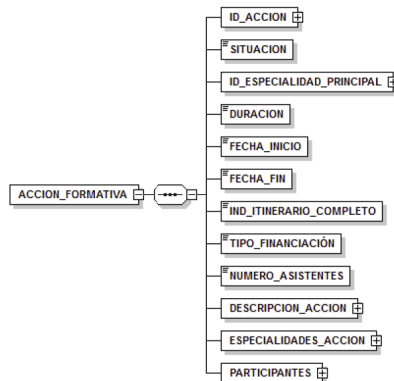 ID_ACCION
SITUACION
ID_ESPECIALIDAD_PRINCIPAL
DURACION
FECHA_INICIO
FECHA_FIN
ACCION_FORMATIVA
IND_ITINERARIO_COMPLETO
TIPO_FINANCIACIÓN
NUMERO_ASISTENTES
DESCRIPCION_ACCION
ESPECIALIDADES_ACCION
PARTICIPANTES